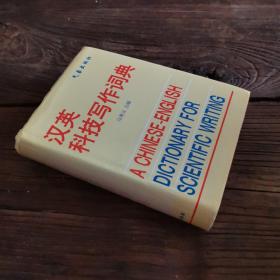 汉英
科技写作词典
A CHINESE-ENGLISH
DICTIONARY FOR
SCIENTIFIC WRITING